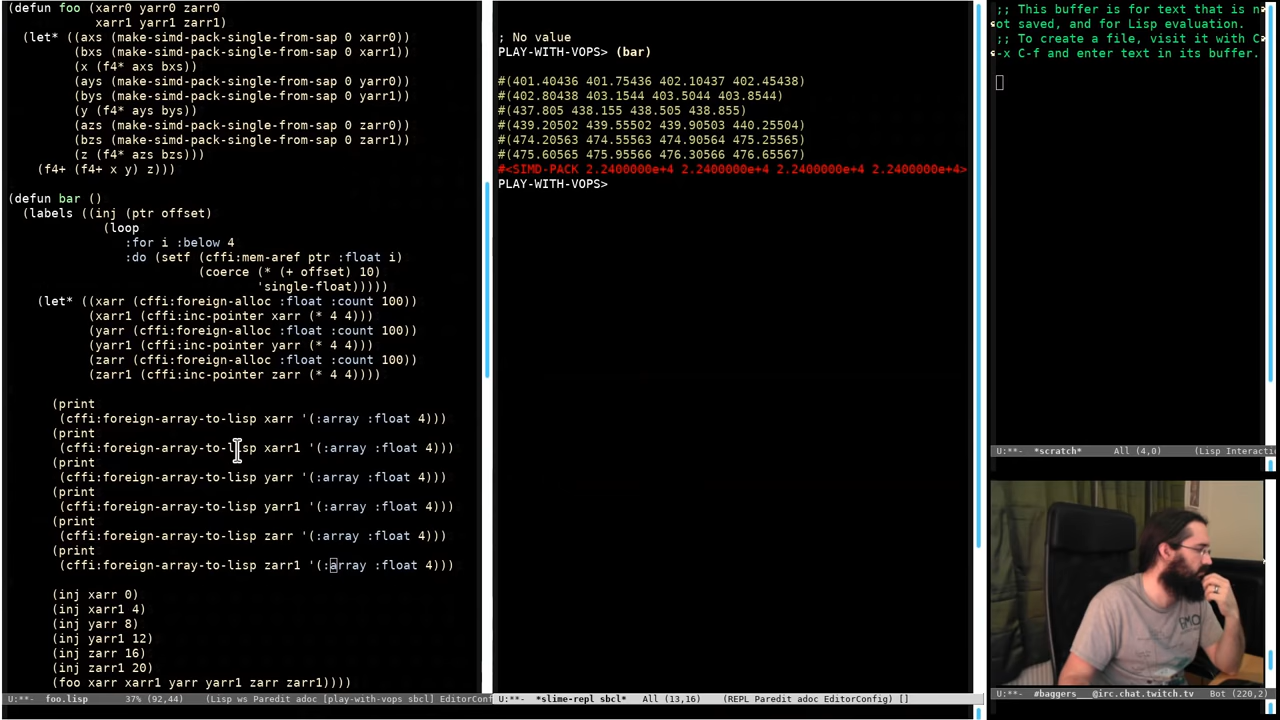 (defun foo (xarr0 yarr0 zarr0
xarr1 yarr1 zarr1)
(let* ((axs (make-simd-pack-single-from-sap 0 xarr0))
(bxs (make-simd-pack-single-from-sap 0 xarr1))
(x (f4* axs bxs))
(ays (make-simd-pack-single-from-sap 0 yarr0))
(bys (make-simd-pack-single-from-sap 0 yarr1))
(y (f4* ays bys))
(azs (make-simd-pack-single-from-sap 0 zarr0))
(bzs (make-simd-pack-single-from-sap 0 zarr1))
(z (f4* azs bzs)))
(f4+ (f4+ x y) z)))
(defun bar ()
(labels ((inj (ptr offset)
(loop
:for i :below 4
:do (setf (cffi:mem-aref ptr :float i)
(coerce (* (+ offset) 10)
'single-float)))))
(let* ((xarr (cffi:foreign-alloc :float :count 100))
(xarr1 (cffi:inc-pointer xarr (* 4 4)))
(yarr (cffi:foreign-alloc :float :count 100))
(yarr1 (cffi:inc-pointer yarr (* 4 4)))
(zarr (cffi:foreign-alloc :float :count 100))
(zarr1 (cffi:inc-pointer zarr (* 4 4))))
(print
(cffi:foreign-array-to-lisp xarr '(:array :float 4)))
(print
(cffi:foreign-array-to-lisp xarr1 '(:array :float 4)))
(print
(cffi:foreign-array-to-lisp yarr '(:array :float 4)))
(print
(cffi:foreign-array-to-lisp yarr1 '(:array :float 4)))
(print
(cffi:foreign-array-to-lisp zarr '(:array :float 4)))
(print
(cffi:foreign-array-to-lisp zarr1 '(:array :float 4)))
(inj xarr 0)
(inj xarr1 4)
(inj yarr 8)
(inj yarr1 12)
(inj zarr 16)
(inj zarr1 20)
(foo xarr xarr1 yarr yarr1 zarr zarr1))))
U:**- foo.lisp 37% (92,44) (Lisp ws Paredit adoc [play-with-vops sbcl] EditorConf
; No value
PLAY-WITH-VOPS> (bar)
#(401.40436 401.75436 402.10437 402.45438)
#(402.80438 403.1544 403.5044 403.8544)
#(437.805 438.155 438.505 438.855)
#(439.20502 439.55502 439.90503 440.25504)
#(474.20563 474.55563 474.90564 475.25565)
#(475.60565 475.95566 476.30566 476.65567)
#<SIMD-PACK 2.2400000e+4 2.2400000e+4 2.2400000e+4 2.2400000e+4>
PLAY-WITH-VOPS>
U:**- *slime-repl sbcl* All (13,16) (REPL Paredit adoc EditorConfig) []
;; This buffer is for text that is n
ot saved, and for Lisp evaluation.
;; To create a file, visit it with C
-x C-f and enter text in its buffer.
U:**- *scratch* All (4,0) (Lisp Interacti
U:**- #baggers___@irc.chat.twitch.tv Bot (220,2)